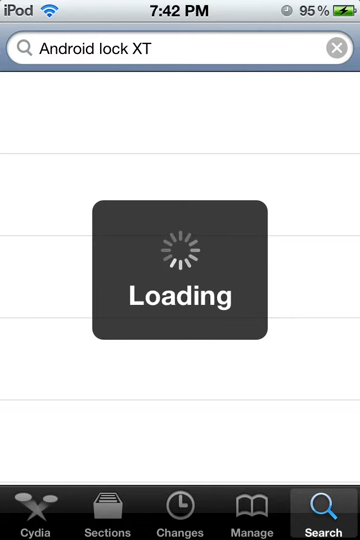 iPod 7:42 PM 95%
Android lock XT
Loading
Cydia Sections Changes Manage Search